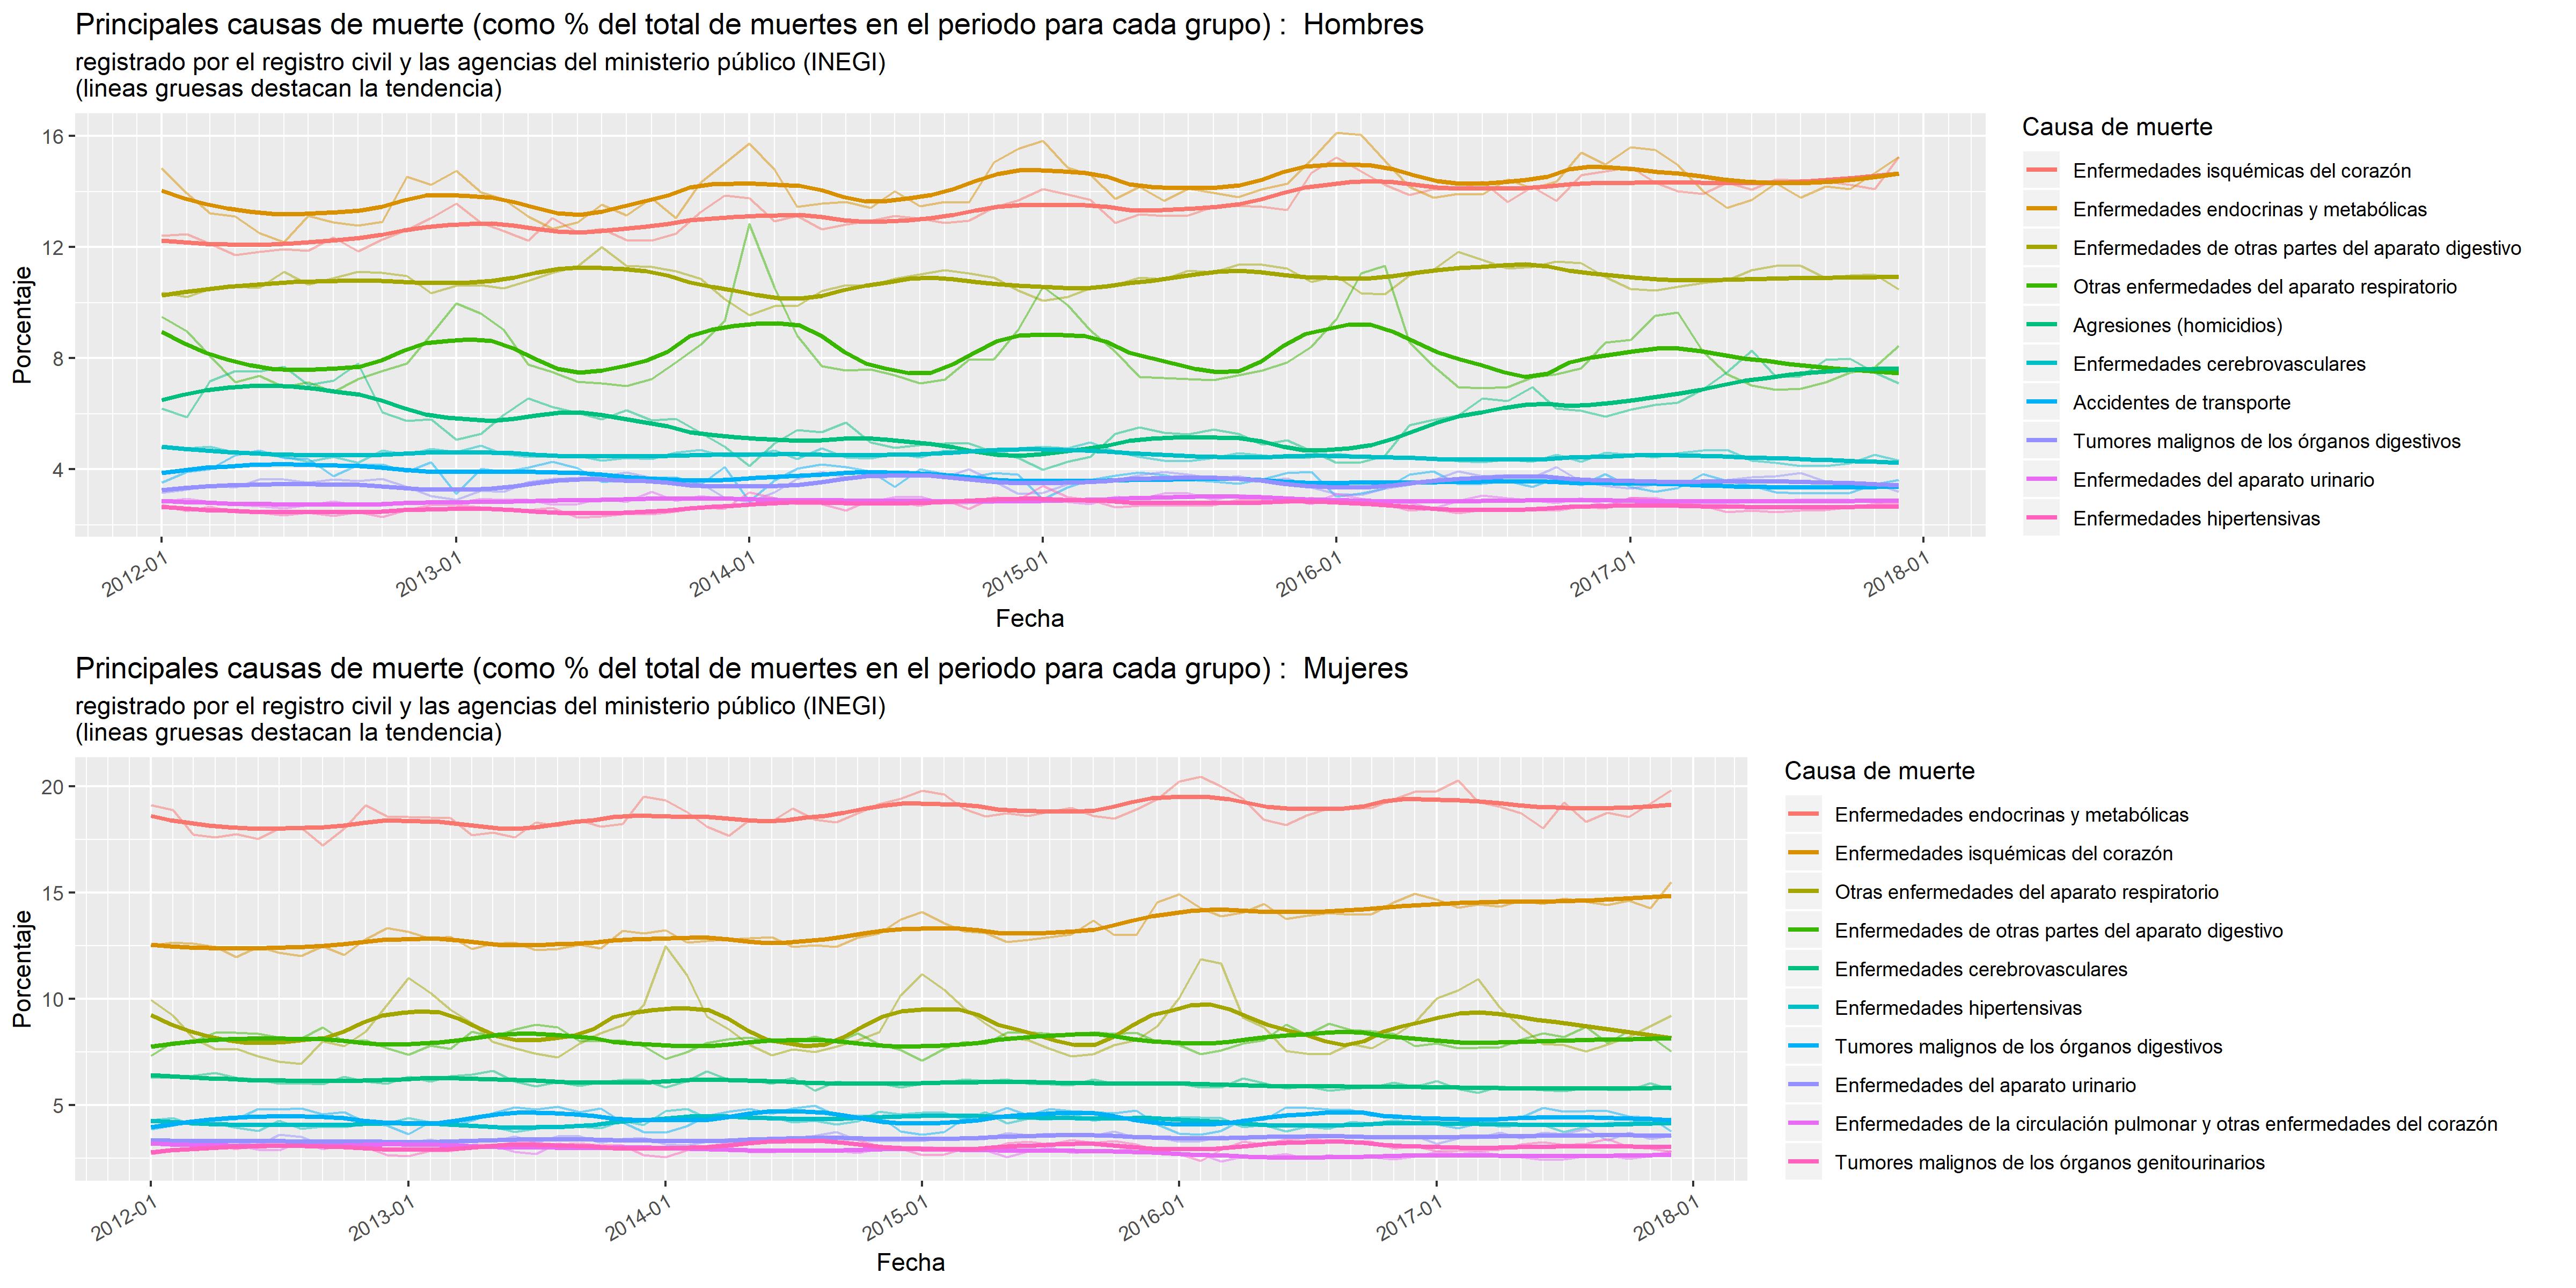 Principales causas de muerte (como % del total de muertes en el periodo para cada grupo) :  Hombres
registrado por el registro civil y las agencias del ministerio público (INEGI)
(lineas gruesas destacan la tendencia)
Porcentaje
16
12
8
4
2012-01
2013-01
2014-01
2015-01
2016-01
2017-01
2018-01
Fecha
Causa de muerte
Enfermedades isquémicas del corazón
Enfermedades endocrinas y metabólicas
Enfermedades de otras partes del aparato digestivo
Otras enfermedades del aparato respiratorio
Agresiones (homicidios)
Enfermedades cerebrovasculares
Accidentes de transporte
Tumores malignos de los órganos digestivos
Enfermedades del aparato urinario
Enfermedades hipertensivas
Principales causas de muerte (como % del total de muertes en el periodo para cada grupo) :  Mujeres
registrado por el registro civil y las agencias del ministerio público (INEGI)
(lineas gruesas destacan la tendencia)
Porcentaje
20
15
10
5
2012-01
2013-01
2014-01
2015-01
2016-01
2017-01
2018-01
Fecha
Causa de muerte
Enfermedades endocrinas y metabólicas
Enfermedades isquémicas del corazón
Otras enfermedades del aparato respiratorio
Enfermedades de otras partes del aparato digestivo
Enfermedades cerebrovasculares
Enfermedades hipertensivas
Tumores malignos de los órganos digestivos
Enfermedades del aparato urinario
Enfermedades de la circulación pulmonar y otras enfermedades del corazón
Tumores malignos de los órganos genitourinarios